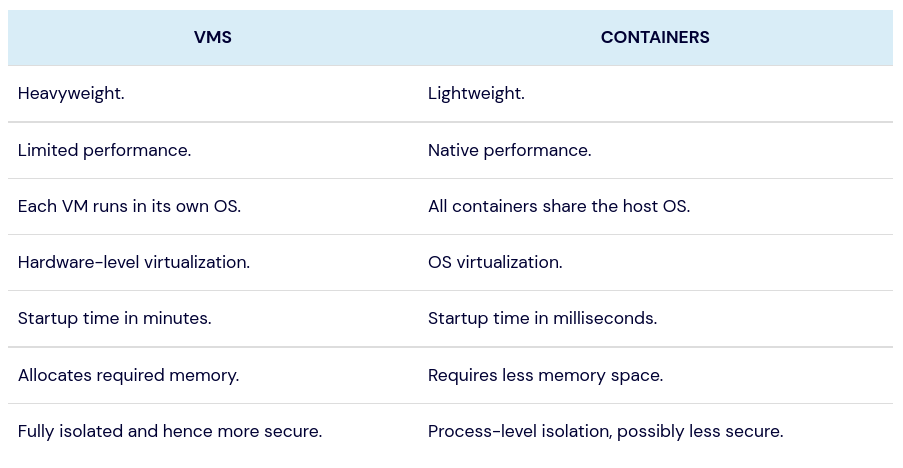 VMS CONTAINERS
Heavyweight. Lightweight.
Limited performance. Native performance.
Each VM runs in its own OS. All containers share the host OS.
Hardware-level virtualization. OS virtualization.
Startup time in minutes. Startup time in milliseconds.
Allocates required memory. Requires less memory space.
Fully isolated and hence more secure. Process-level isolation, possibly less secure.